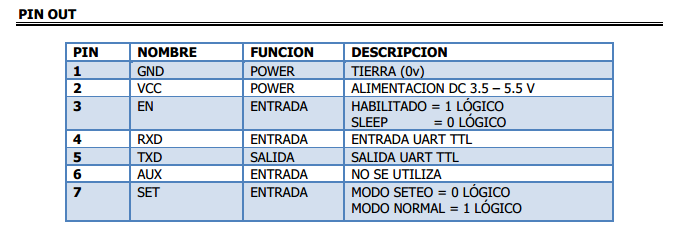 PIN OUT
PIN NOMBRE FUNCION DESCRIPCION
1 GND POWER TIERRA (0v)
2 VCC POWER ALIMENTACION DC 3.5 – 5.5 V
3 EN ENTRADA HABILITADO = 1 LÓGICO
SLEEP = 0 LÓGICO
4 RXD ENTRADA ENTRADA UART TTL
5 TXD SALIDA SALIDA UART TTL
6 AUX ENTRADA NO SE UTILIZA
7 SET ENTRADA MODO SETEO = 0 LÓGICO
MODO NORMAL = 1 LÓGICO